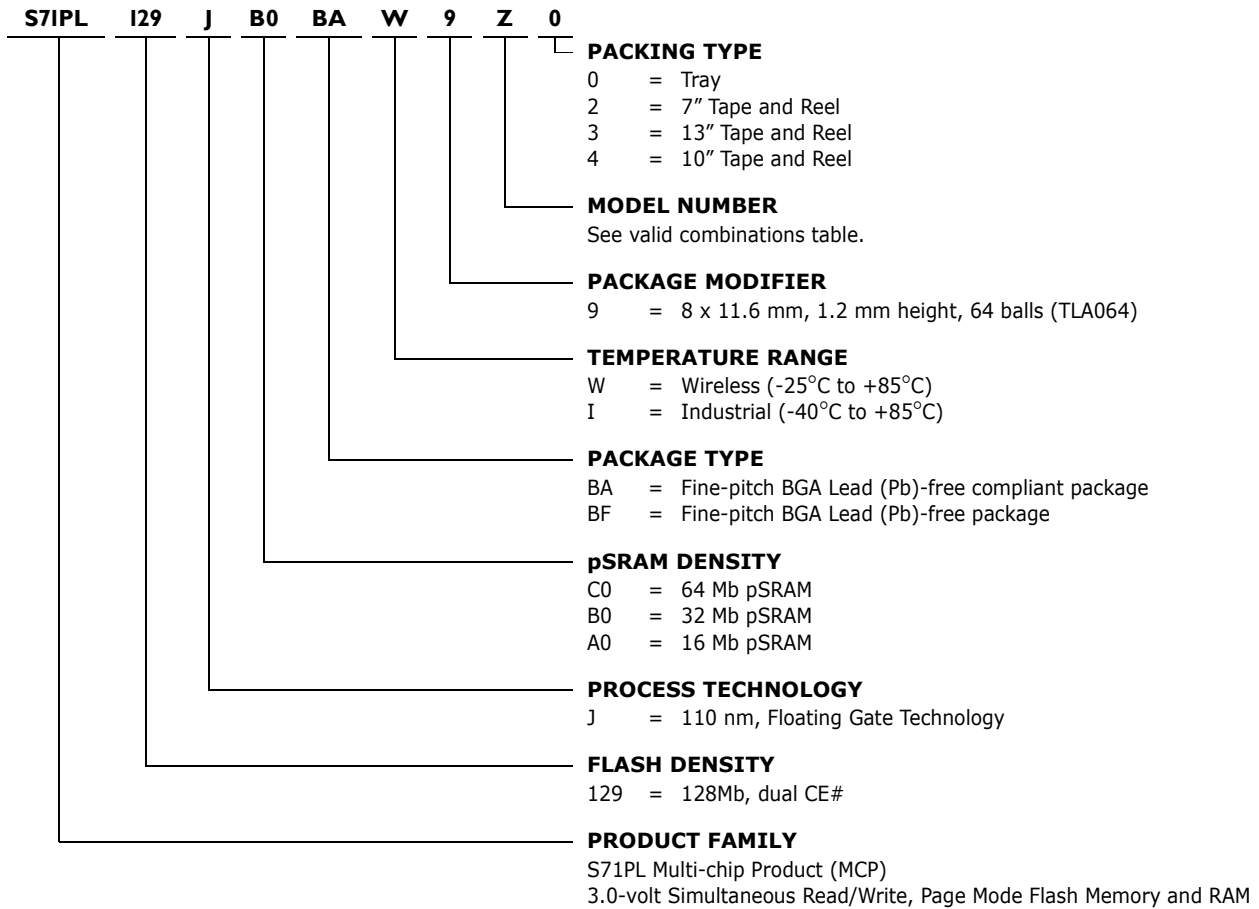 S71PL 129 J B0 BA W 9 Z 0
PACKING TYPE
0 = Tray
2 = 7″ Tape and Reel
3 = 13″ Tape and Reel
4 = 10″ Tape and Reel
MODEL NUMBER
See valid combinations table.
PACKAGE MODIFIER
9 = 8 x 11.6 mm, 1.2 mm height, 64 balls (TLA064)
TEMPERATURE RANGE
W = Wireless (-25°C to +85°C)
I = Industrial (-40°C to +85°C)
PACKAGE TYPE
BA = Fine-pitch BGA Lead (Pb)-free compliant package
BF = Fine-pitch BGA Lead (Pb)-free package
pSRAM DENSITY
C0 = 64 Mb pSRAM
B0 = 32 Mb pSRAM
A0 = 16 Mb pSRAM
PROCESS TECHNOLOGY
J = 110 nm, Floating Gate Technology
FLASH DENSITY
129 = 128Mb, dual CE#
PRODUCT FAMILY
S71PL Multi-chip Product (MCP)
3.0-volt Simultaneous Read/Write, Page Mode Flash Memory and RAM